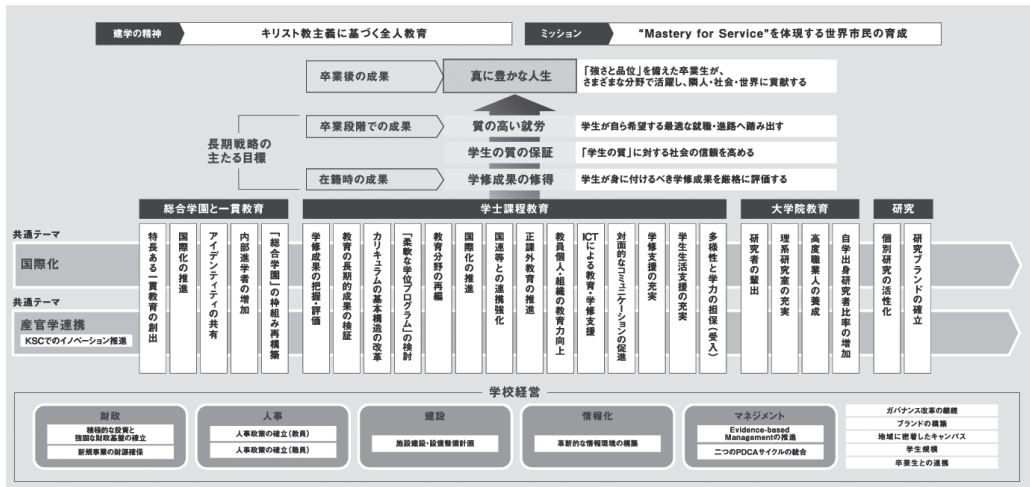 建学の精神
キリスト教主義に基づく全人教育
ミッション
“Mastery for Service”を体現する世界市民の育成
卒業後の成果
真に豊かな人生
「強さと品位」を備えた卒業生が、
さまざまな分野で活躍し、隣人・社会・世界に貢献する
長期戦略の
主たる目標
卒業段階での成果
質の高い就労
学生が自ら希望する最適な就職・進路へ踏み出す
学生の質の保証
「学生の質」に対する社会の信頼を高める
在籍時の成果
学修成果の修得
学生が身に付けるべき学修成果を厳格に評価する
総合学園と一貫教育
学士課程教育
大学院教育
研究
共通テーマ
国際化
共通テーマ
産官学連携
KSCでのイノベーション推進
特長ある一貫教育の創出
国際化の推進
アイデンティティの共有
内部進学者の増加
「総合学園」の枠組み再構築
学修成果の把握・評価
教育の長期的成果の検証
カリキュラムの基本構造の改革
「柔軟な学位プログラム」の検討
教育分野の再編
国際化の推進
国連等との連携強化
正課外教育の推進
教員個人・組織の教育力向上
ICTによる教育・学修支援
対面的なコミュニケーションの促進
学修支援の充実
学生生活支援の充実
多様性と学力の担保（受入）
研究者の輩出
理系研究室の充実
高度職業人の養成
自学出身研究者比率の増加
個別研究の活性化
研究ブランドの確立
学校経営
財政
積極的な投資と
強固な財政基盤の確立
新規事業の財源確保
人事
人事政策の確立（教員）
人事政策の確立（職員）
建設
施設建設・設備整備計画
情報化
革新的な情報環境の構築
マネジメント
Evidence-based
Managementの推進
二つのPDCAサイクルの統合
ガバナンス改革の継続
ブランドの構築
地域に密着したキャンパス
学生規模
卒業生との連携